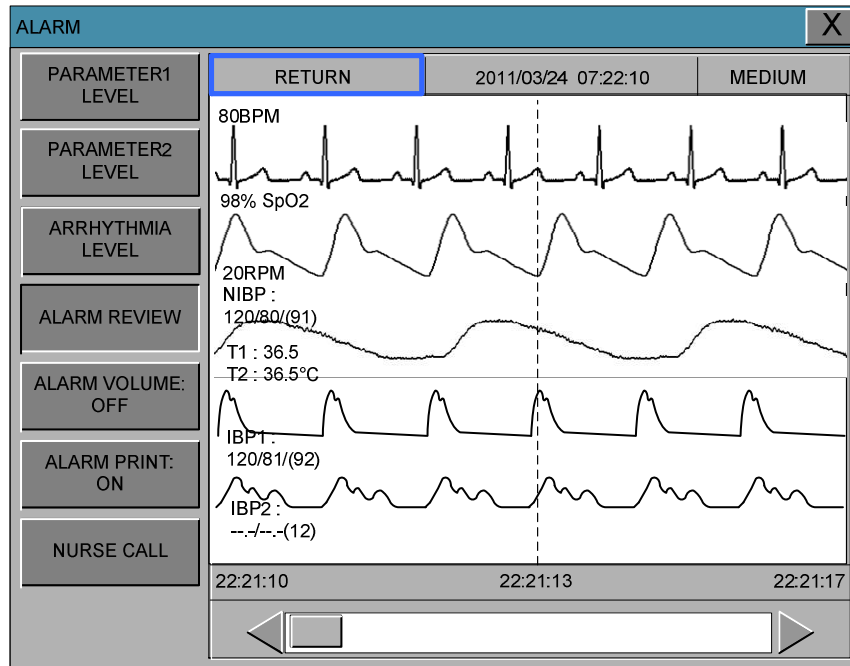 ALARM
X
PARAMETER1
LEVEL
PARAMETER2
LEVEL
ARRHYTHMIA
LEVEL
ALARM REVIEW
ALARM VOLUME:
OFF
ALARM PRINT:
ON
NURSE CALL
RETURN
2011/03/24 07:22:10
MEDIUM
80BPM
98% SpO2
20RPM
NIBP :
120/80/(91)
T1 : 36.5
T2 : 36.5°C
IBP1 :
120/81/(92)
IBP2 :
--.-/--.-(12)
22:21:10
22:21:13
22:21:17